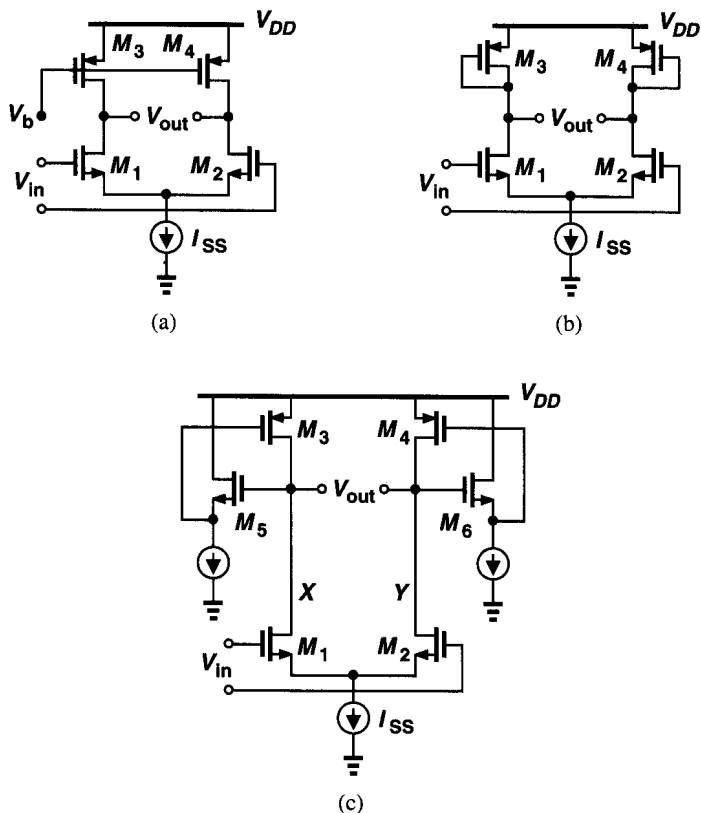 V_DD
M_3
M_4
V_b
V_out
V_in
M_1
M_2
I_SS
(a)
V_DD
M_3
M_4
V_out
V_in
M_1
M_2
I_SS
(b)
V_DD
M_3
M_4
V_out
M_5
M_6
X
Y
V_in
M_1
M_2
I_SS
(c)